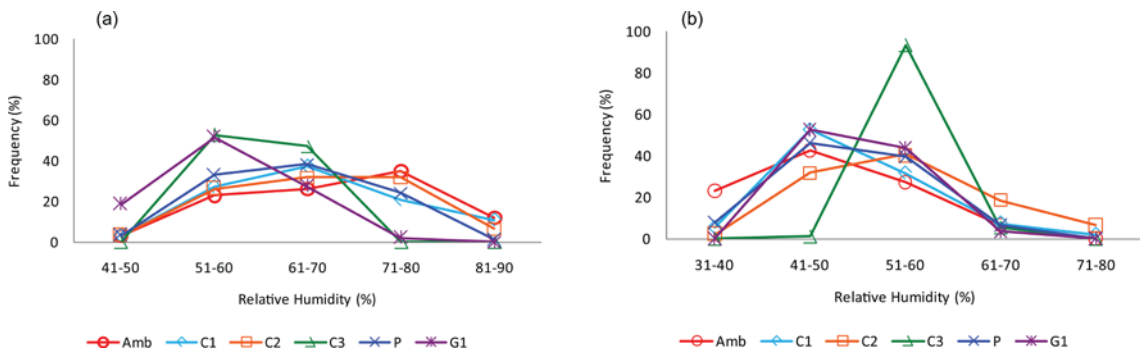 (a)
100
80
60
40
20
0
Frequency (%)
41-50 51-60 61-70 71-80 81-90
Relative Humidity (%)
Amb C1 C2 C3 P G1
(b)
100
80
60
40
20
0
Frequency (%)
31-40 41-50 51-60 61-70 71-80
Relative Humidity (%)
Amb C1 C2 C3 P G1